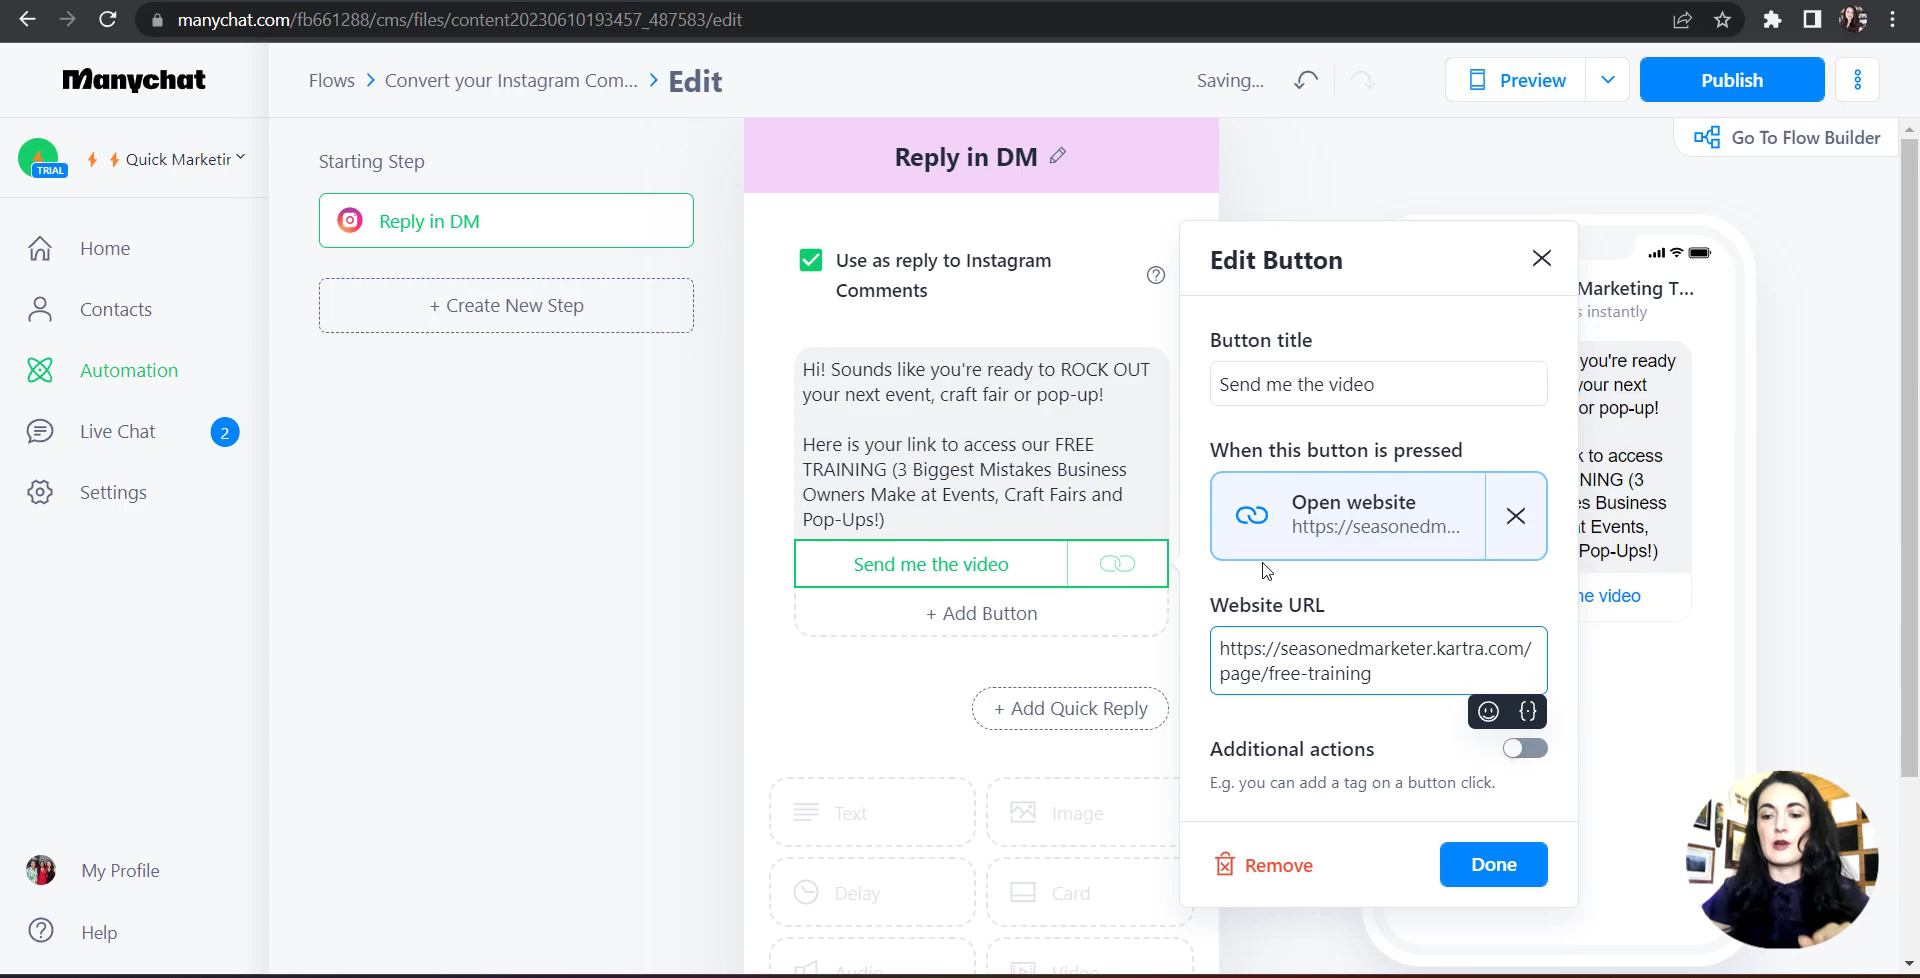 manychat.com/fb661288/cms/files/content20230610193457_487583/edit
Manychat
Flows > Convert your Instagram Com... > Edit
Saving...
Preview
Publish
Go To Flow Builder
TRIAL
Quick Marketir
Home
Contacts
Automation
Live Chat
2
Settings
My Profile
Help
Starting Step
Reply in DM
+ Create New Step
Reply in DM
Use as reply to Instagram
Comments
Hi! Sounds like you're ready to ROCK OUT
your next event, craft fair or pop-up!
Here is your link to access our FREE
TRAINING (3 Biggest Mistakes Business
Owners Make at Events, Craft Fairs and
Pop-Ups!)
Send me the video
+ Add Button
+ Add Quick Reply
Text
Image
Delay
Card
Audio
Video
Edit Button
Button title
Send me the video
When this button is pressed
Open website
https://seasonedm...
Website URL
https://seasonedmarketer.kartra.com/
page/free-training
Additional actions
E.g. you can add a tag on a button click.
Remove
Done
Marketing T...
s instantly
you're ready
your next
or pop-up!
k to access
NING (3
es Business
t Events,
Pop-Ups!)
he video